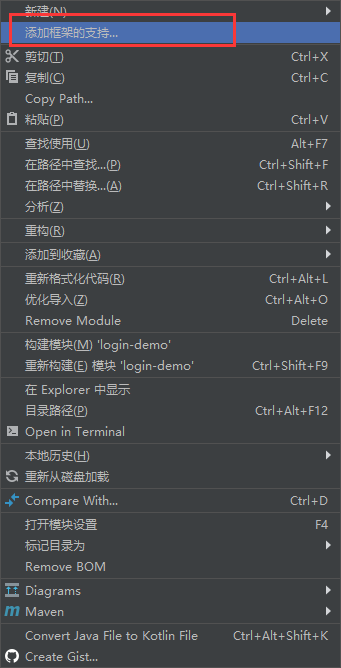 新建(N)
添加框架的支持...
剪切(T) Ctrl+X
复制(C) Ctrl+C
Copy Path...
粘贴(P) Ctrl+V
查找使用(U) Alt+F7
在路径中查找...(P) Ctrl+Shift+F
在路径中替换...(A) Ctrl+Shift+R
分析(Z)
重构(R)
添加到收藏(A)
重新格式化代码(R) Ctrl+Alt+L
优化导入(Z) Ctrl+Alt+O
Remove Module Delete
构建模块(M) 'login-demo'
重新构建(E) 模块 'login-demo' Ctrl+Shift+F9
在 Explorer 中显示
目录路径(P) Ctrl+Alt+F12
Open in Terminal
本地历史(H)
重新从磁盘加载
Compare With... Ctrl+D
打开模块设置 F4
标记目录为
Remove BOM
Diagrams
Maven
Convert Java File to Kotlin File Ctrl+Alt+Shift+K
Create Gist...